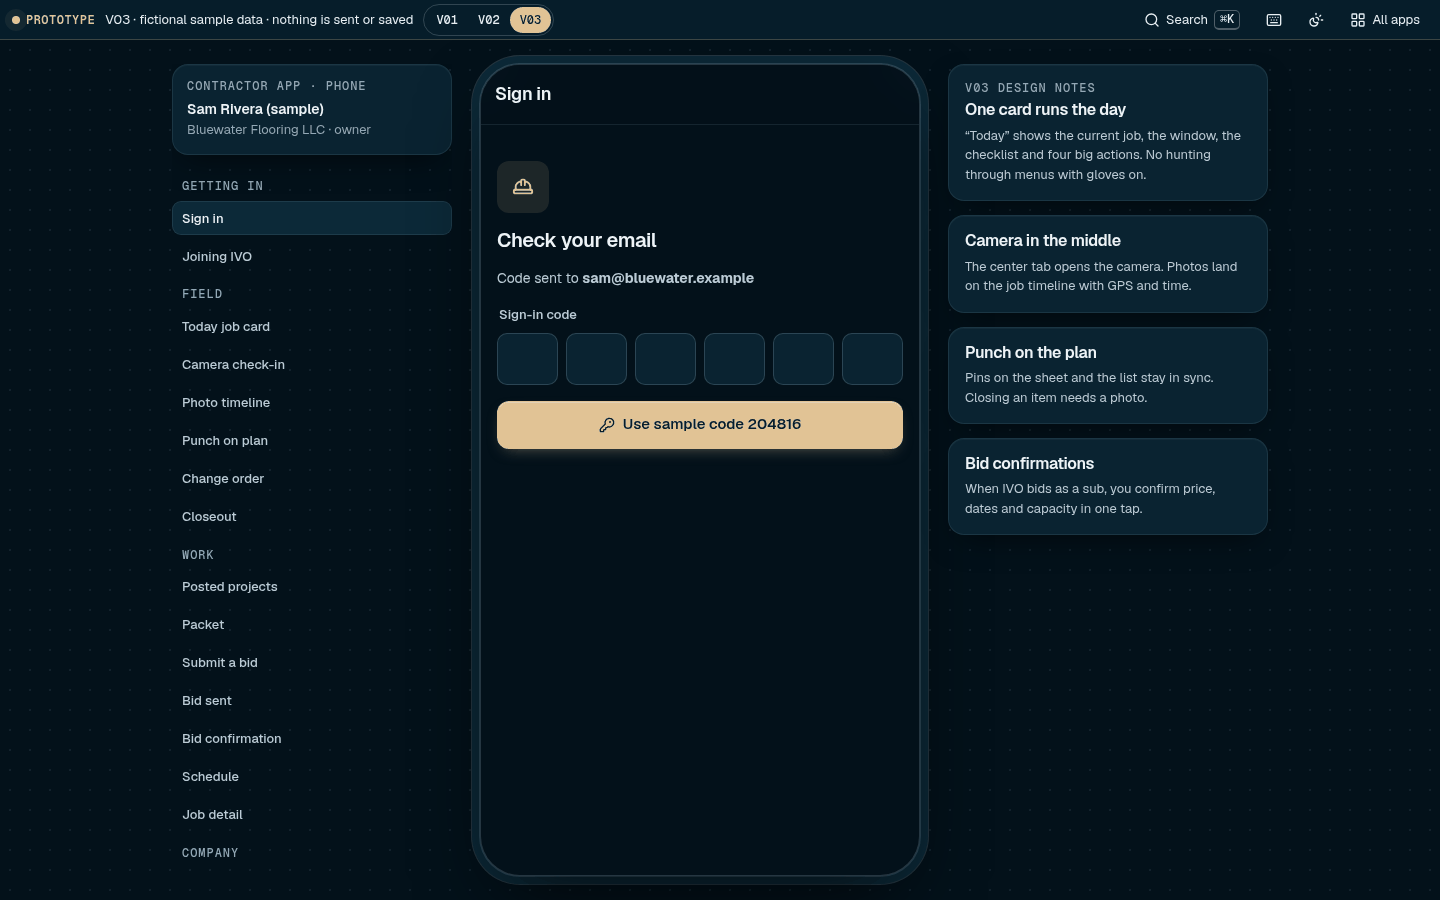 PROTOTYPE V03 · fictional sample data · nothing is sent or saved V01 V02 V03 Search ⌘K All apps
CONTRACTOR APP · PHONE
Sam Rivera (sample)
Bluewater Flooring LLC · owner
GETTING IN
Sign in
Joining IVO
FIELD
Today job card
Camera check-in
Photo timeline
Punch on plan
Change order
Closeout
WORK
Posted projects
Packet
Submit a bid
Bid sent
Bid confirmation
Schedule
Job detail
COMPANY
Sign in
Check your email
Code sent to sam@bluewater.example
Sign-in code
Use sample code 204816
V03 DESIGN NOTES
One card runs the day
“Today” shows the current job, the window, the
checklist and four big actions. No hunting
through menus with gloves on.
Camera in the middle
The center tab opens the camera. Photos land
on the job timeline with GPS and time.
Punch on the plan
Pins on the sheet and the list stay in sync.
Closing an item needs a photo.
Bid confirmations
When IVO bids as a sub, you confirm price,
dates and capacity in one tap.